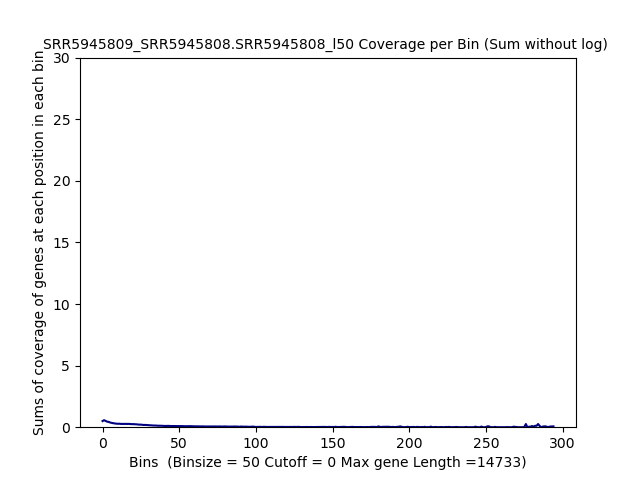 SRR5945809_SRR5945808.SRR5945808_l50 Coverage per Bin (Sum without log)
Sums of coverage of genes at each position in each bin
30
25
20
15
10
5
0
0 50 100 150 200 250 300
Bins  (Binsize = 50 Cutoff = 0 Max gene Length =14733)